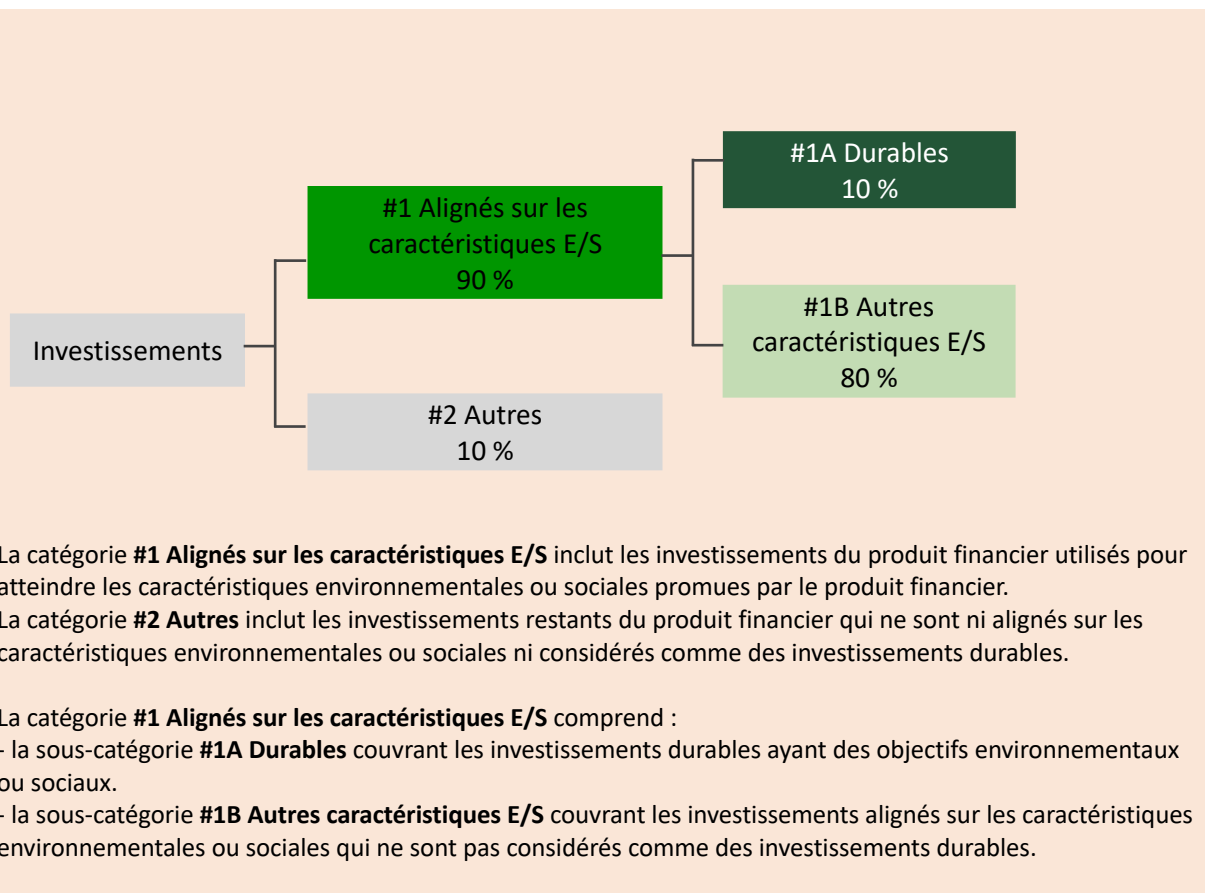 #1A Durables
10 %
#1 Alignés sur les
caractéristiques E/S
90 %
#1B Autres
caractéristiques E/S
80 %
Investissements
#2 Autres
10 %
La catégorie #1 Alignés sur les caractéristiques E/S inclut les investissements du produit financier utilisés pour
atteindre les caractéristiques environnementales ou sociales promues par le produit financier.
La catégorie #2 Autres inclut les investissements restants du produit financier qui ne sont ni alignés sur les
caractéristiques environnementales ou sociales ni considérés comme des investissements durables.
La catégorie #1 Alignés sur les caractéristiques E/S comprend :
- la sous-catégorie #1A Durables couvrant les investissements durables ayant des objectifs environnementaux
ou sociaux.
- la sous-catégorie #1B Autres caractéristiques E/S couvrant les investissements alignés sur les caractéristiques
environnementales ou sociales qui ne sont pas considérés comme des investissements durables.